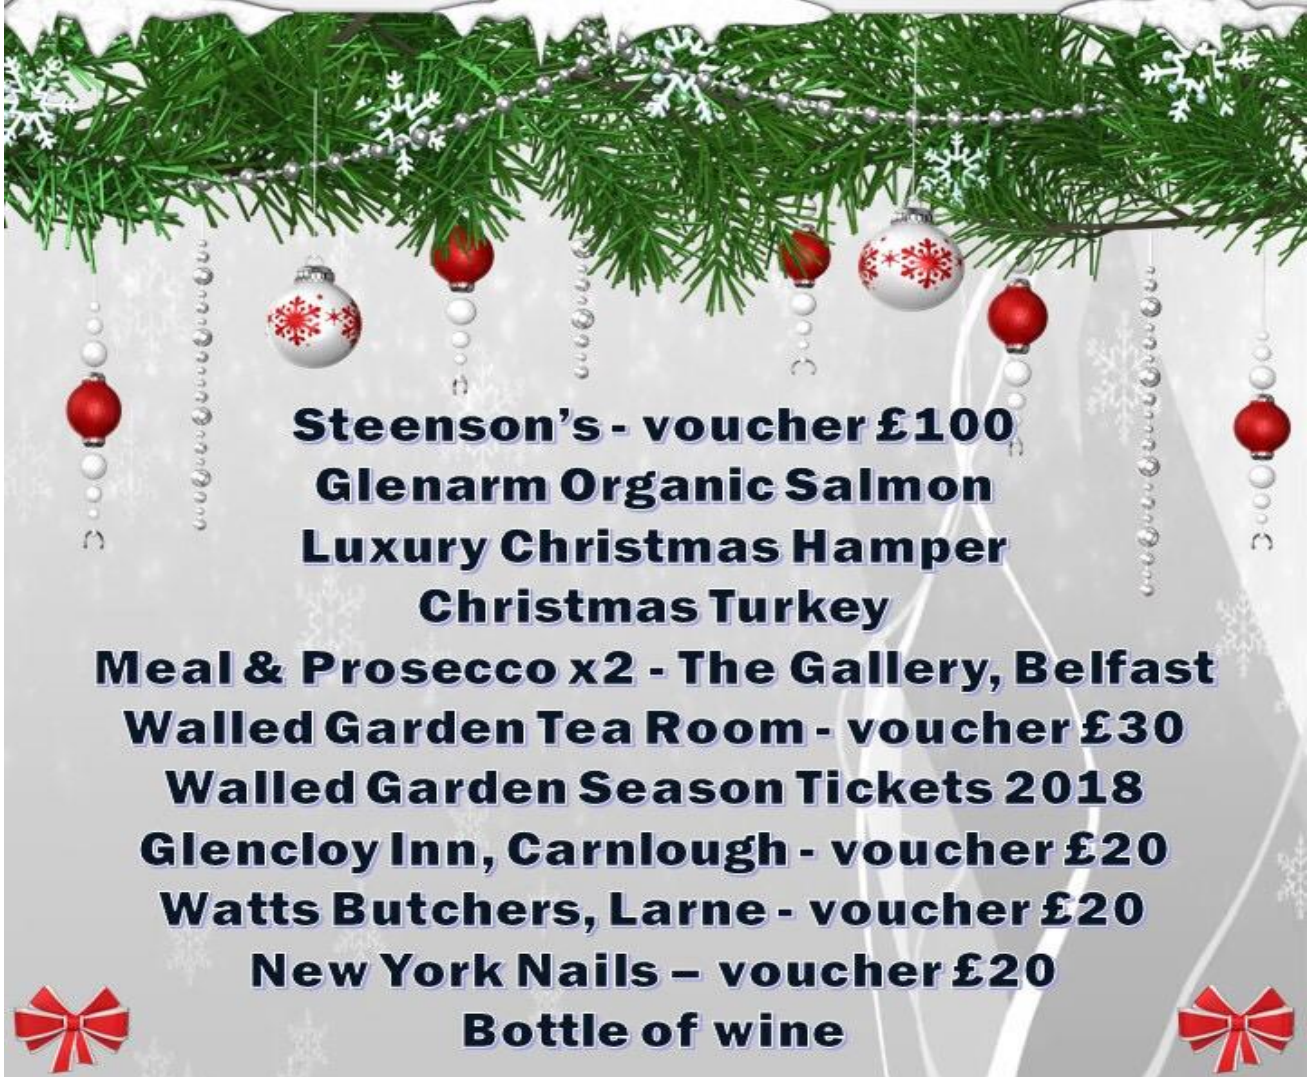 Steenson’s - voucher £100
Glenarm Organic Salmon
Luxury Christmas Hamper
Christmas Turkey
Meal & Prosecco x2 - The Gallery, Belfast
Walled Garden Tea Room - voucher £30
Walled Garden Season Tickets 2018
Glencloy Inn, Carnlough - voucher £20
Watts Butchers, Larne - voucher £20
New York Nails – voucher £20
Bottle of wine